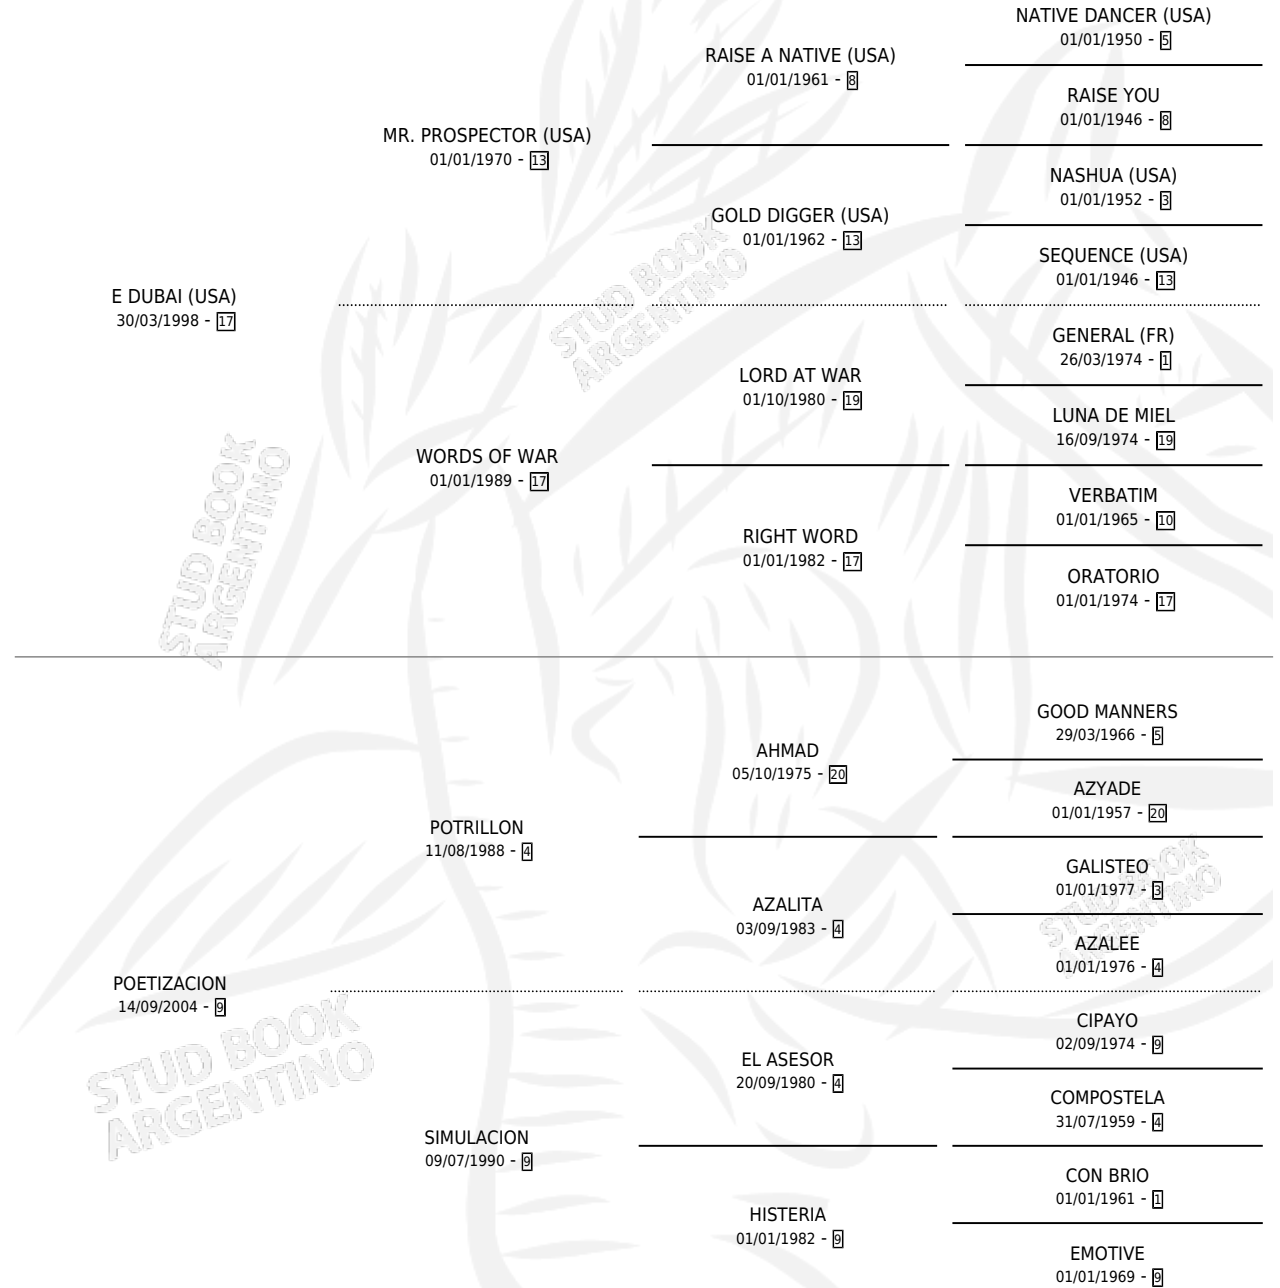 NATIVE DANCER (USA)
01/01/1950 - 5
RAISE A NATIVE (USA)
01/01/1961 - 8
RAISE YOU
01/01/1946 - 8
MR. PROSPECTOR (USA)
01/01/1970 - 13
NASHUA (USA)
01/01/1952 - 3
GOLD DIGGER (USA)
01/01/1962 - 13
SEQUENCE (USA)
01/01/1946 - 13
E DUBAI (USA)
30/03/1998 - 17
STUD BOOK
ARGENTINO
GENERAL (FR)
26/03/1974 - 1
LORD AT WAR
01/10/1980 - 19
LUNA DE MIEL
16/09/1974 - 19
WORDS OF WAR
01/01/1989 - 17
VERBATIM
01/01/1965 - 10
RIGHT WORD
01/01/1982 - 17
ORATORIO
01/01/1974 - 17
STUD BOOK
ARGENTINO
GOOD MANNERS
29/03/1966 - 5
AHMAD
05/10/1975 - 20
AZYADE
01/01/1957 - 20
POTRILLON
11/08/1988 - 4
GALISTEO
01/01/1977 - 3
AZALITA
03/09/1983 - 4
AZALEE
01/01/1976 - 4
STUD BOOK
ARGENTINO
POETIZACION
14/09/2004 - 9
CIPAYO
02/09/1974 - 9
EL ASESOR
20/09/1980 - 4
COMPOSTELA
31/07/1959 - 4
STUD BOOK
ARGENTINO
SIMULACION
09/07/1990 - 9
CON BRIO
01/01/1961 - 1
HISTERIA
01/01/1982 - 9
EMOTIVE
01/01/1969 - 9